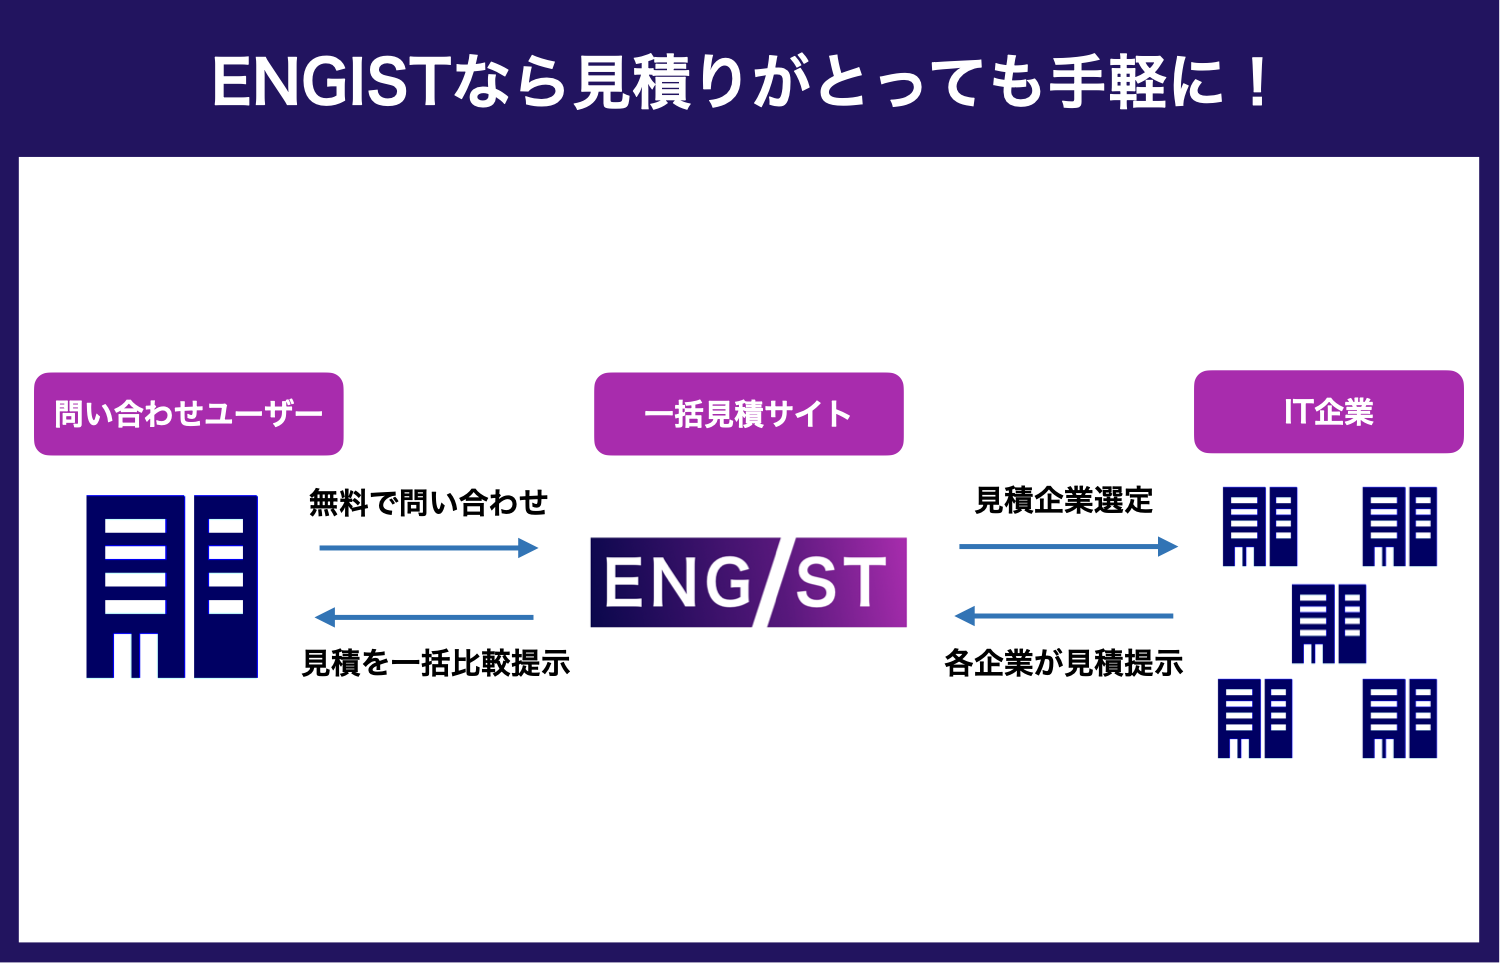 ENGISTなら見積りがとっても手軽に！
問い合わせユーザー
一括見積サイト
IT企業
無料で問い合わせ
見積企業選定
ENG/ST
見積を一括比較提示
各企業が見積提示